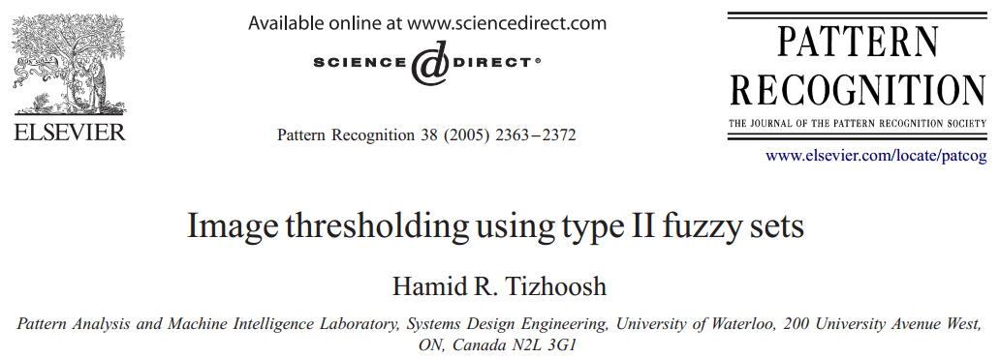 Available online at www.sciencedirect.com
SCIENCE @ DIRECT®
ELSEVIER
Pattern Recognition 38 (2005) 2363–2372
PATTERN
RECOGNITION
THE JOURNAL OF THE PATTERN RECOGNITION SOCIETY
www.elsevier.com/locate/patcog
Image thresholding using type II fuzzy sets
Hamid R. Tizhoosh
Pattern Analysis and Machine Intelligence Laboratory, Systems Design Engineering, University of Waterloo, 200 University Avenue West,
ON, Canada N2L 3G1